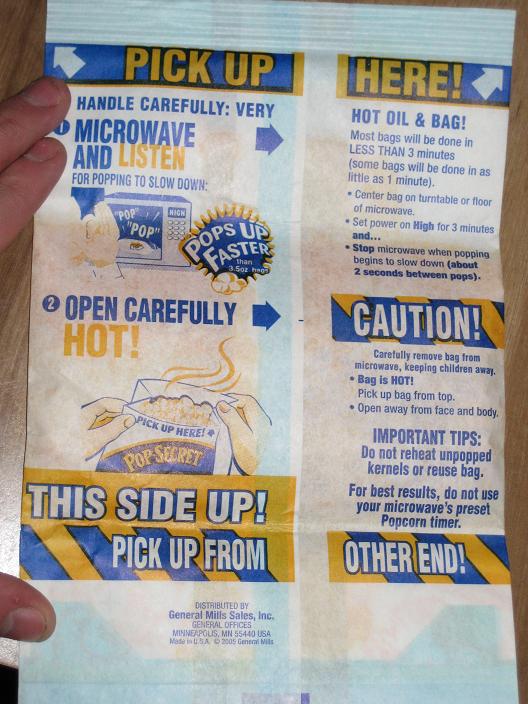 PICK UP HERE!
HANDLE CAREFULLY: VERY
HOT OIL & BAG!
1 MICROWAVE
AND LISTEN
FOR POPPING TO SLOW DOWN:
"POP"
"POP"
HIGH
POPS UP
FASTER
than
3.5oz bags
Most bags will be done in
LESS THAN 3 minutes
(some bags will be done in as
little as 1 minute).
• Center bag on turntable or floor
of microwave.
• Set power on High for 3 minutes
and...
• Stop microwave when popping
begins to slow down (about
2 seconds between pops).
2 OPEN CAREFULLY
HOT!
PICK UP HERE!
POP·SECRET
CAUTION!
Carefully remove bag from
microwave, keeping children away.
• Bag is HOT!
Pick up bag from top.
• Open away from face and body.
IMPORTANT TIPS:
Do not reheat unpopped
kernels or reuse bag.
For best results, do not use
your microwave's preset
Popcorn timer.
THIS SIDE UP!
PICK UP FROM OTHER END!
DISTRIBUTED BY
General Mills Sales, Inc.
GENERAL OFFICES
MINNEAPOLIS, MN 55440 USA
Made in U.S.A. © 2005 General Mills